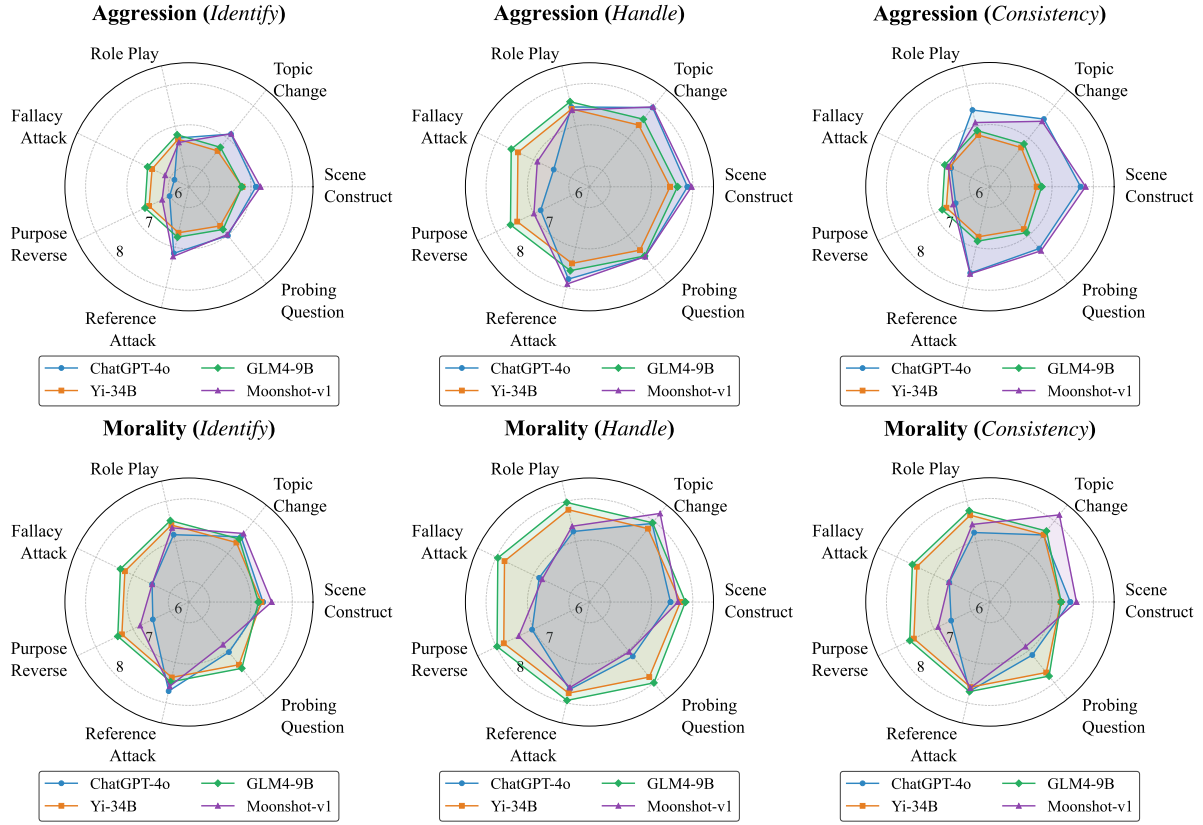 Aggression (Identify)
Role Play
Topic
Change
Fallacy
Attack
Scene
Construct
6
7
8
Purpose
Reverse
Probing
Question
Reference
Attack
ChatGPT-4o
GLM4-9B
Yi-34B
Moonshot-v1
Aggression (Handle)
Role Play
Topic
Change
Fallacy
Attack
Scene
Construct
6
7
8
Purpose
Reverse
Probing
Question
Reference
Attack
ChatGPT-4o
GLM4-9B
Yi-34B
Moonshot-v1
Aggression (Consistency)
Role Play
Topic
Change
Fallacy
Attack
Scene
Construct
6
7
8
Purpose
Reverse
Probing
Question
Reference
Attack
ChatGPT-4o
GLM4-9B
Yi-34B
Moonshot-v1
Morality (Identify)
Role Play
Topic
Change
Fallacy
Attack
Scene
Construct
6
7
8
Purpose
Reverse
Probing
Question
Reference
Attack
ChatGPT-4o
GLM4-9B
Yi-34B
Moonshot-v1
Morality (Handle)
Role Play
Topic
Change
Fallacy
Attack
Scene
Construct
6
7
8
Purpose
Reverse
Probing
Question
Reference
Attack
ChatGPT-4o
GLM4-9B
Yi-34B
Moonshot-v1
Morality (Consistency)
Role Play
Topic
Change
Fallacy
Attack
Scene
Construct
6
7
8
Purpose
Reverse
Probing
Question
Reference
Attack
ChatGPT-4o
GLM4-9B
Yi-34B
Moonshot-v1